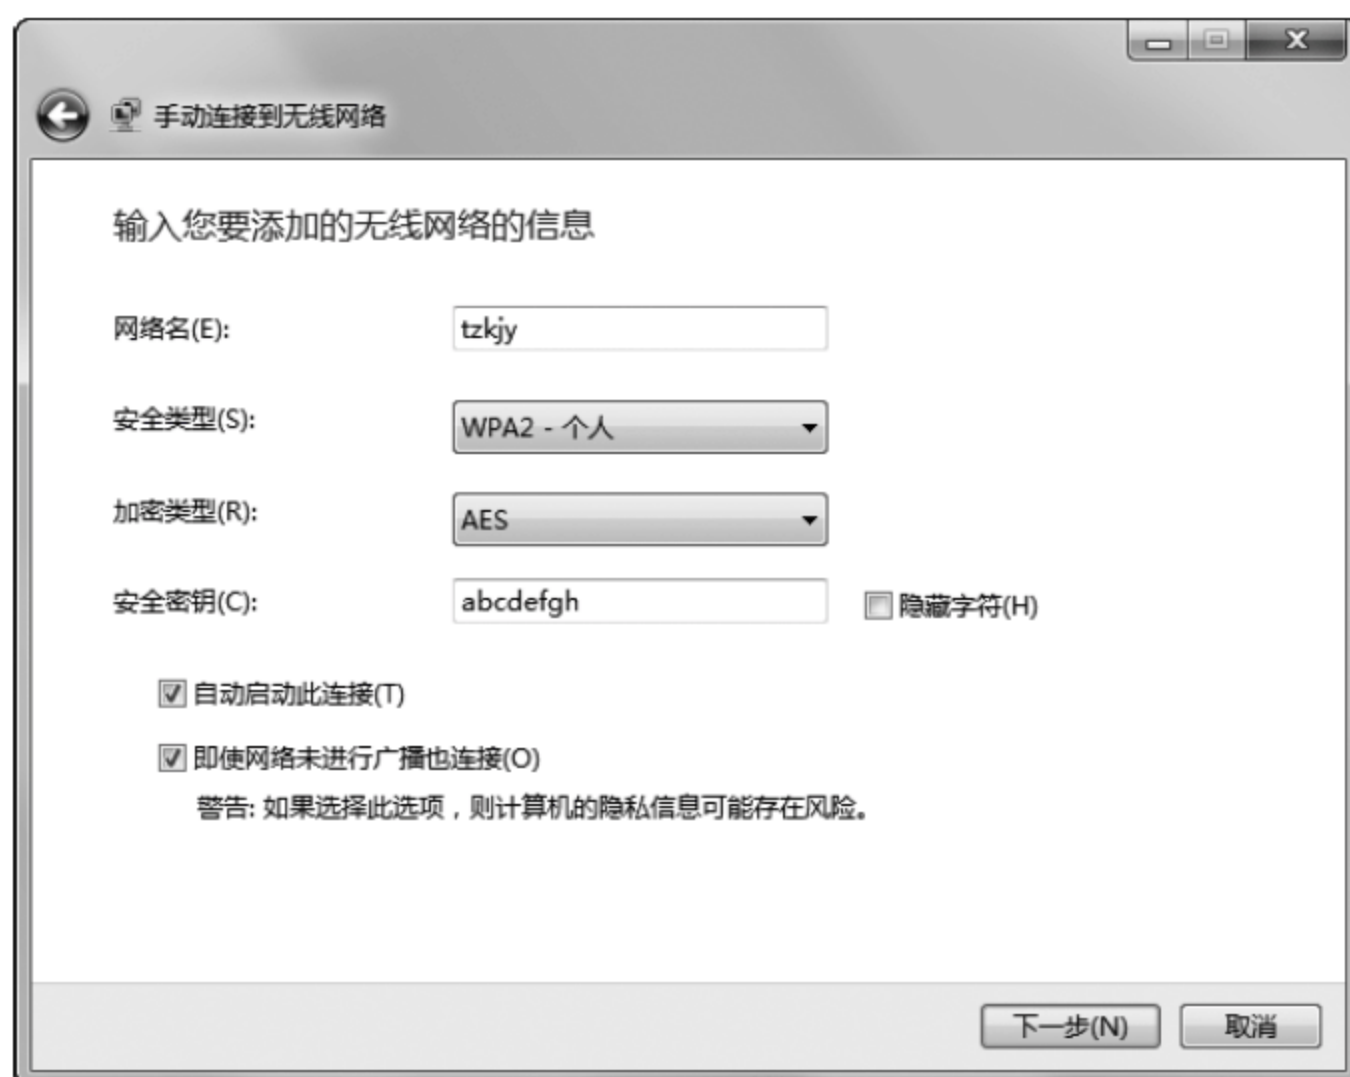 手动连接到无线网络
输入您要添加的无线网络的信息
网络名(E): tzkjy
安全类型(S): WPA2 - 个人
加密类型(R): AES
安全密钥(C): abcdefgh 隐藏字符(H)
自动启动此连接(T)
即使网络未进行广播也连接(O)
警告: 如果选择此选项，则计算机的隐私信息可能存在风险。
下一步(N) 取消